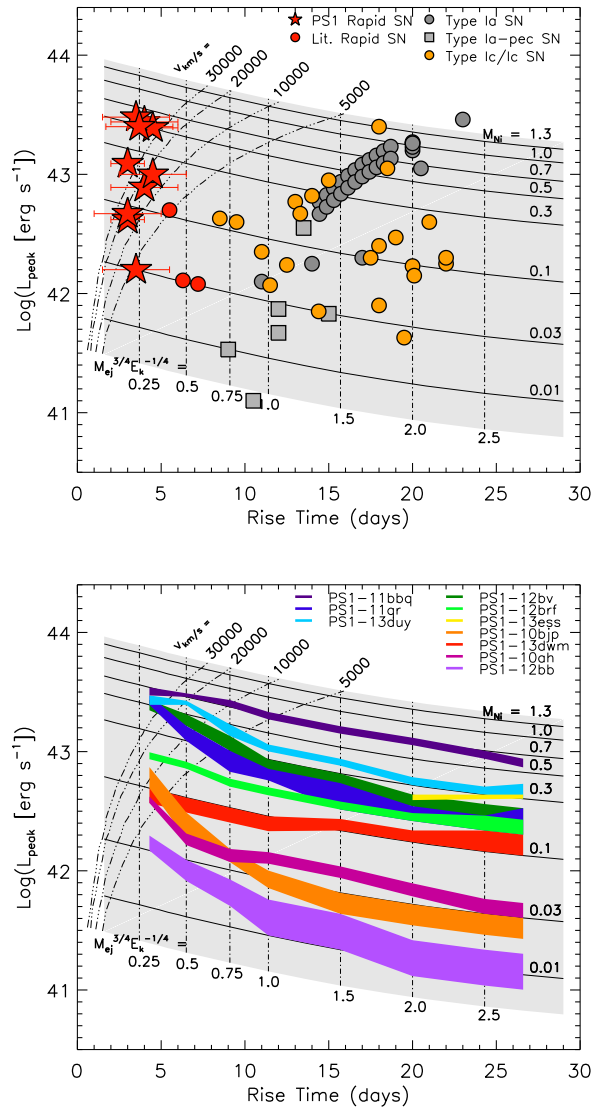 PS1 Rapid SN
Lit. Rapid SN
Type Ia SN
Type Ia-pec SN
Type Ic/Ic SN
v_km/s =
30000
20000
10000
5000
M_Ni = 1.3
1.0
0.7
0.5
0.3
0.1
0.03
0.01
M_ej^3/4 E_k^-1/4 =
0.25
0.5
0.75
1.0
1.5
2.0
2.5
44
43
42
41
Log(L_peak [erg s^-1])
0 5 10 15 20 25 30
Rise Time (days)
PS1-11bbq
PS1-11qr
PS1-13duy
PS1-12bv
PS1-12brf
PS1-13ess
PS1-10bjp
PS1-13dwm
PS1-10ah
PS1-12bb
v_km/s =
30000
20000
10000
5000
M_Ni = 1.3
1.0
0.7
0.5
0.3
0.1
0.03
0.01
M_ej^3/4 E_k^-1/4 =
0.25
0.5
0.75
1.0
1.5
2.0
2.5
44
43
42
41
Log(L_peak [erg s^-1])
0 5 10 15 20 25 30
Rise Time (days)